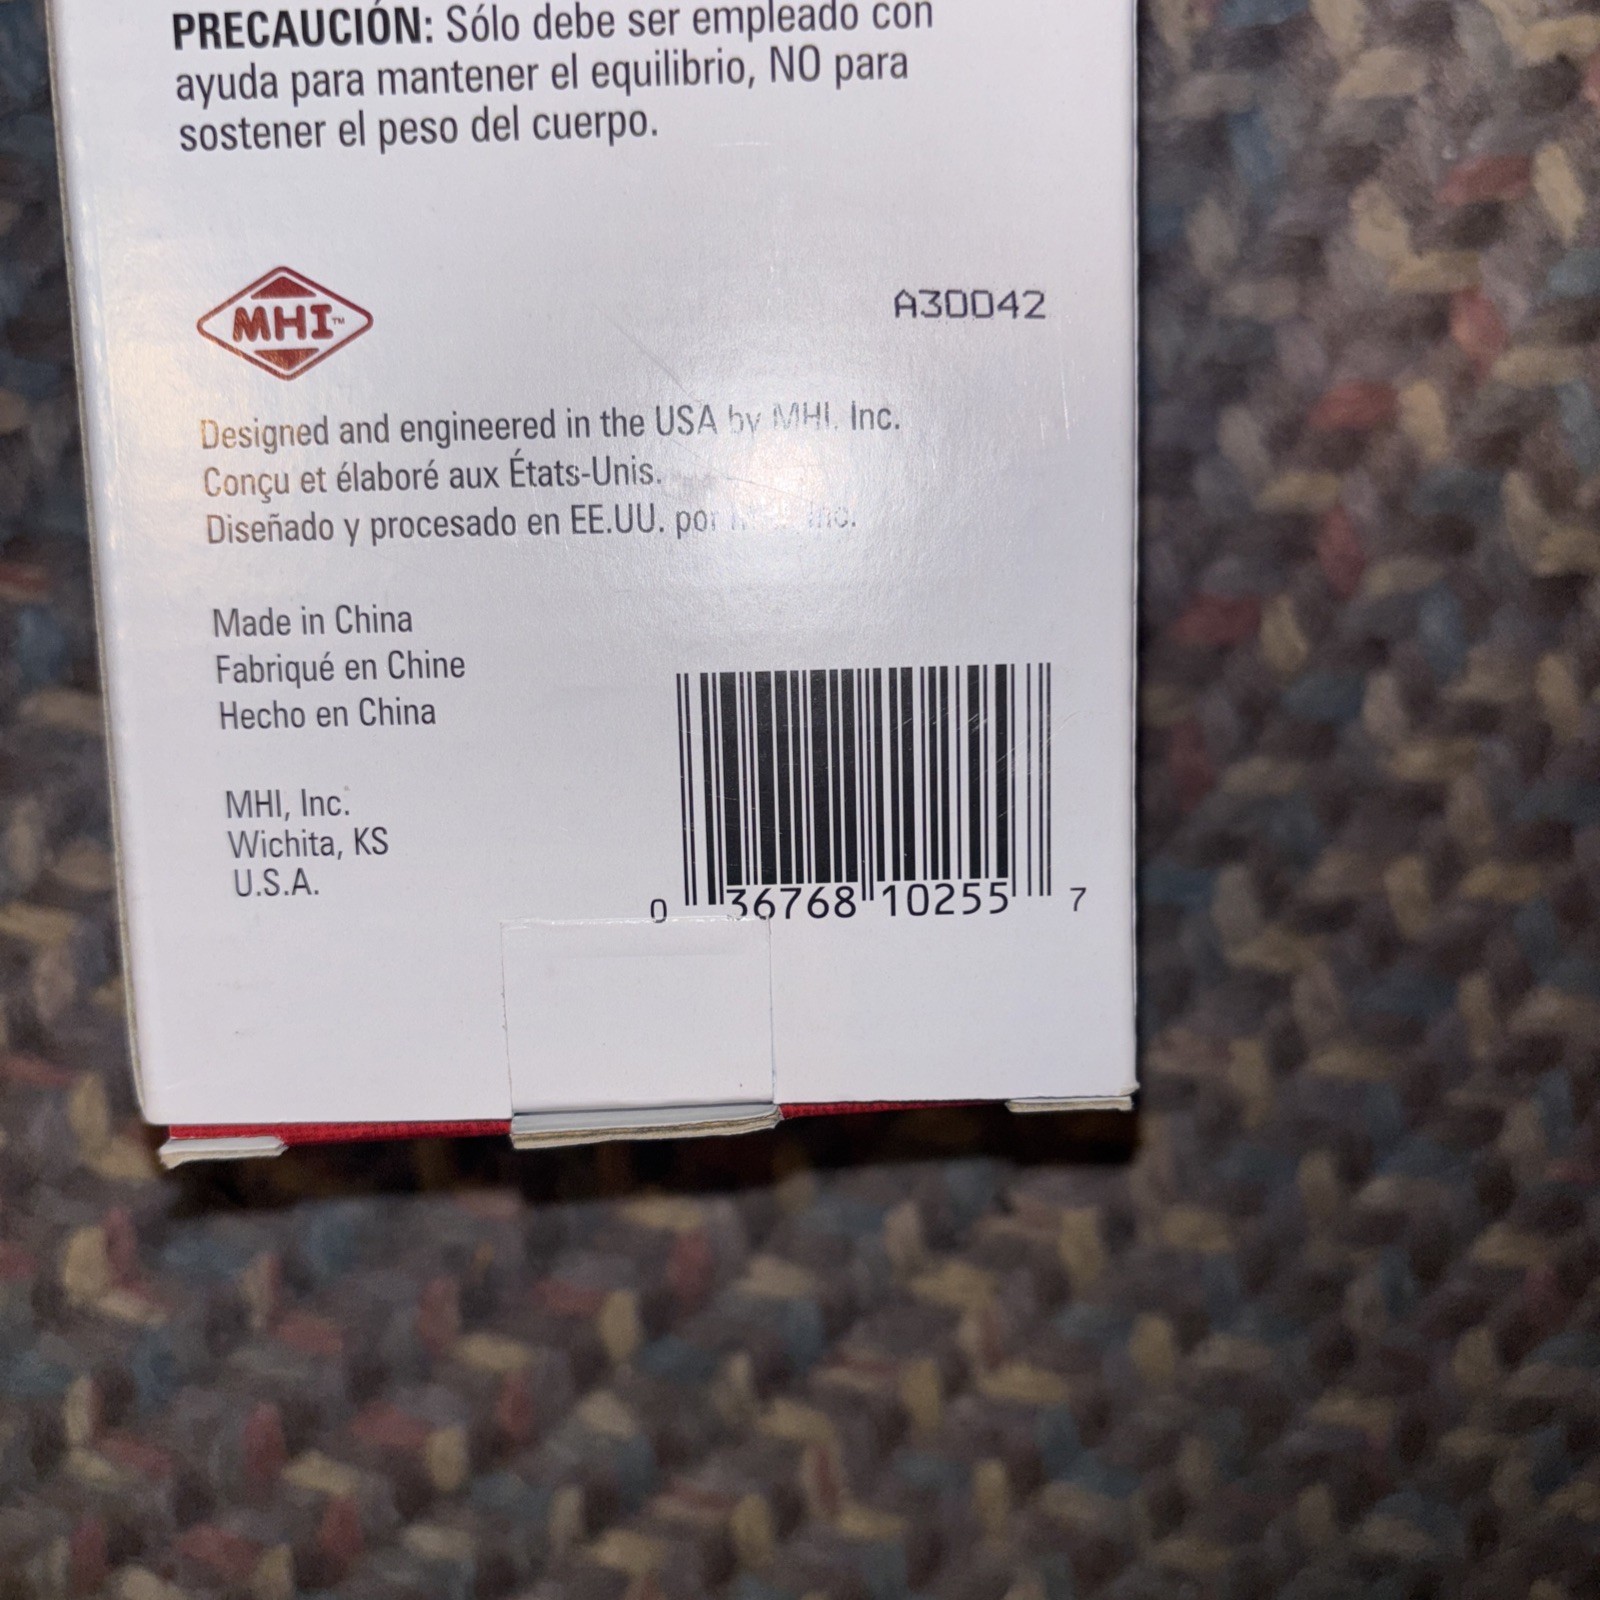 PRECAUCIÓN: Sólo debe ser empleado con
ayuda para mantener el equilibrio, NO para
sostener el peso del cuerpo.
MHI™
A30042
Designed and engineered in the USA by MHI, Inc.
Conçu et élaboré aux États-Unis.
Diseñado y procesado en EE.UU. por Inc.
Made in China
Fabriqué en Chine
Hecho en China
MHI, Inc.
Wichita, KS
U.S.A.
0 36768 10255 7